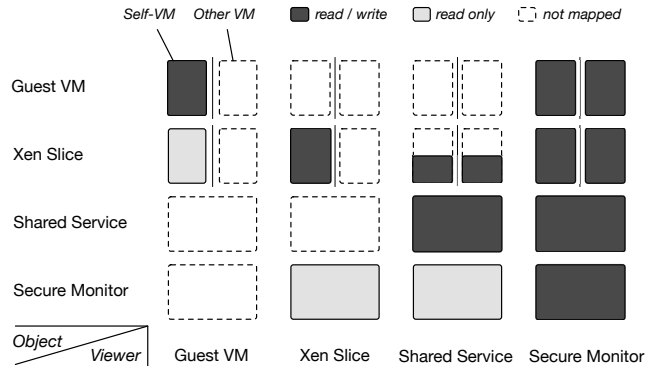 Self-VM Other VM read / write read only not mapped
Guest VM
Xen Slice
Shared Service
Secure Monitor
Object
Viewer Guest VM Xen Slice Shared Service Secure Monitor